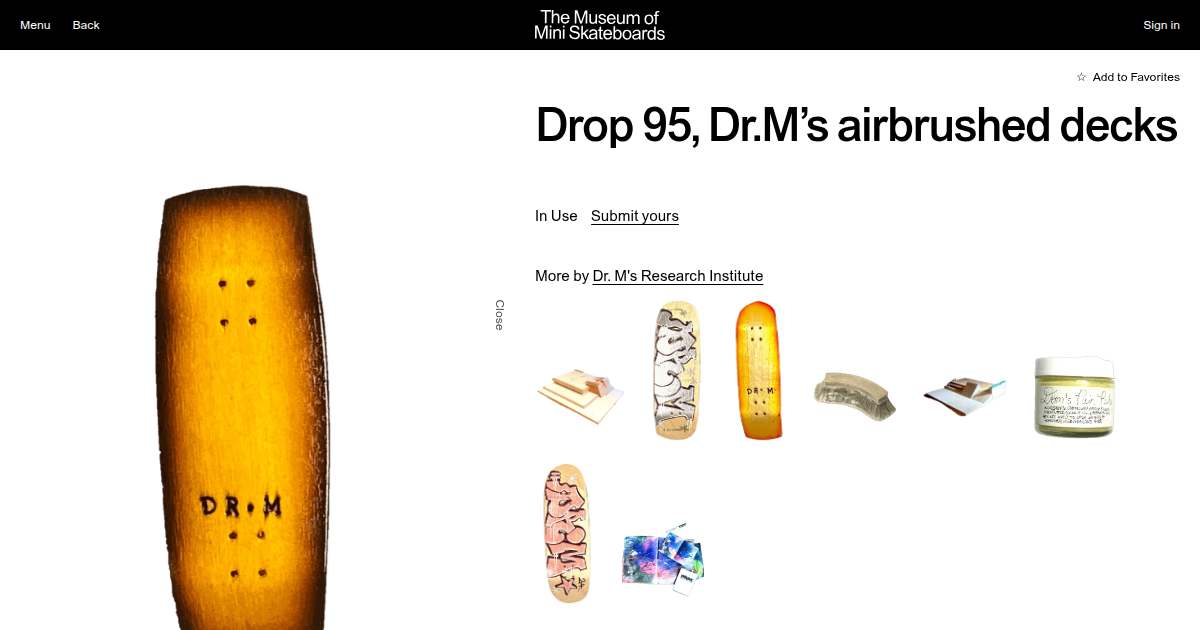 Menu
Back
The Museum of
Mini Skateboards
Sign in
☆ Add to Favorites
Drop 95, Dr.M’s airbrushed decks
In Use Submit yours
More by Dr. M's Research Institute
Close
DR•M
DR•M